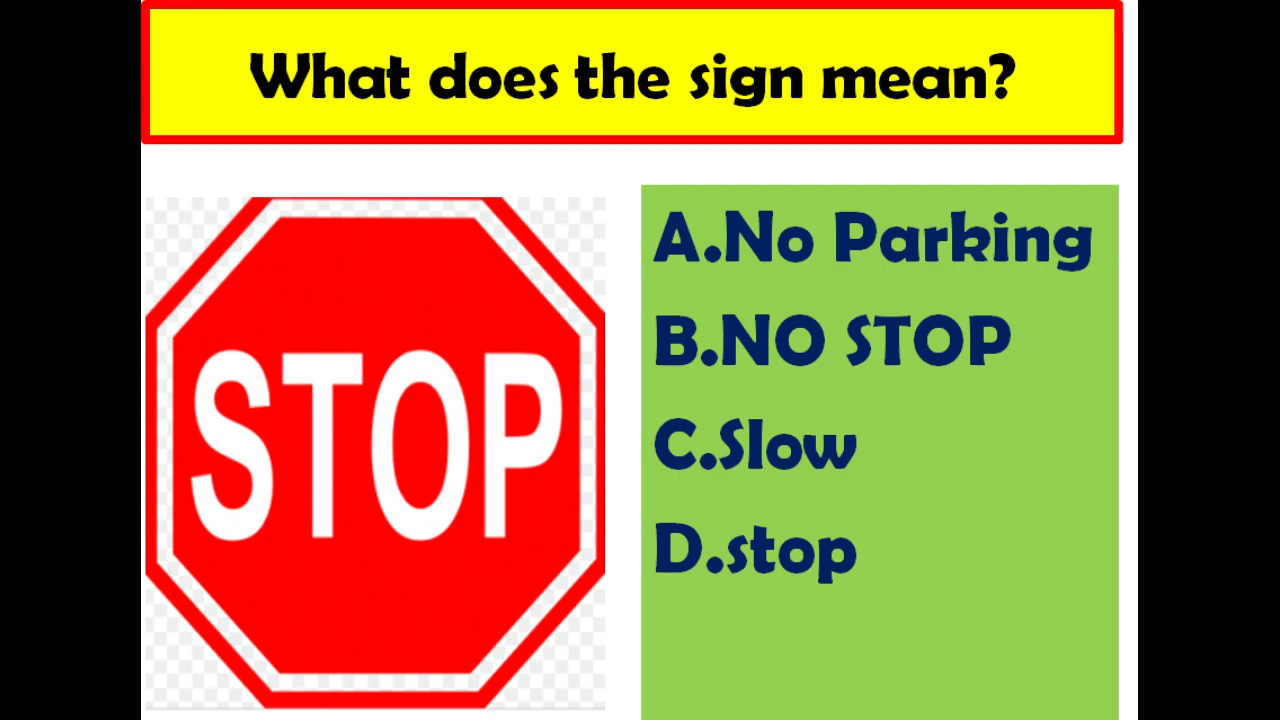 What does the sign mean?
STOP
A.No Parking
B.NO STOP
C.Slow
D.stop